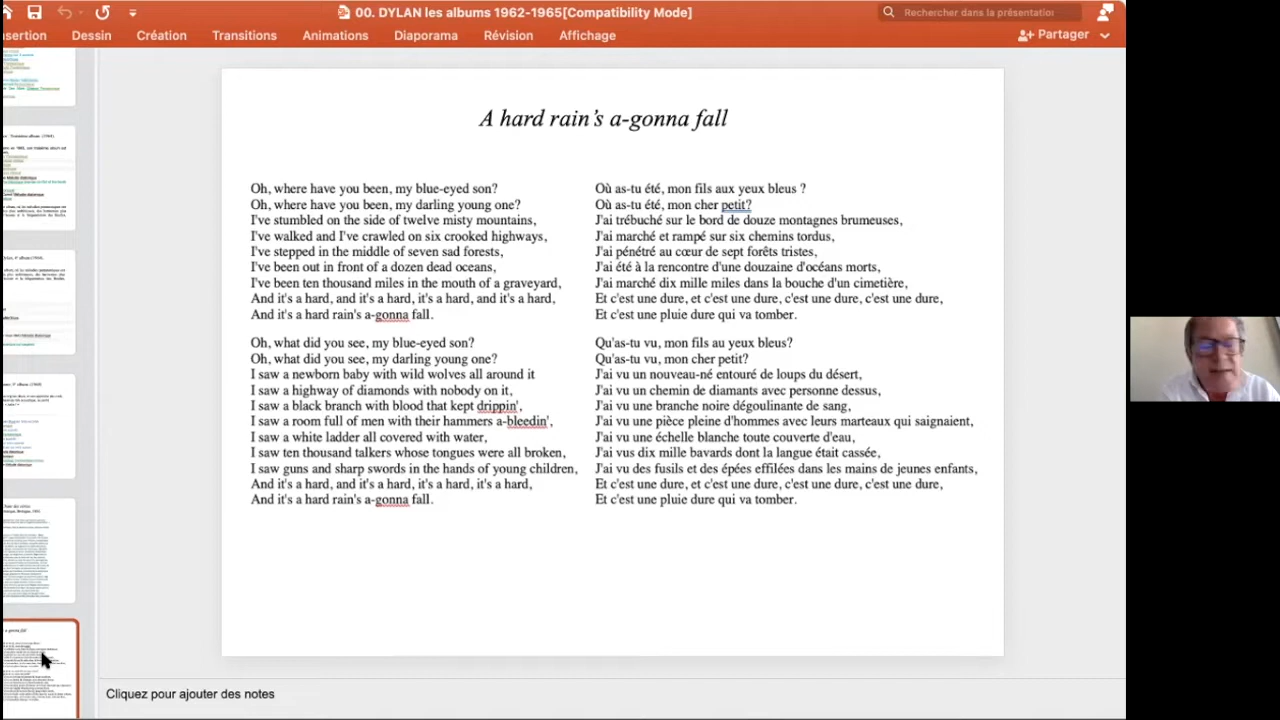 00. DYLAN les albums 1962-1965[Compatibility Mode]
Rechercher dans la présentation
sertion Dessin Création Transitions Animations Diaporama Révision Affichage Partager
A hard rain's a-gonna fall
Oh, where have you been, my blue-eyed son?
Oh, where have you been, my darling young one?
I've stumbled on the side of twelve misty mountains,
I've walked and I've crawled on six crooked highways,
I've stepped in the middle of seven sad forests,
I've been out in front of a dozen dead oceans,
I've been ten thousand miles in the mouth of a graveyard,
And it's a hard, and it's a hard, it's a hard, and it's a hard,
And it's a hard rain's a-gonna fall.
Oh, what did you see, my blue-eyed son?
Oh, what did you see, my darling young one?
I saw a newborn baby with wild wolves all around it
I saw a highway of diamonds with nobody on it,
I saw a black branch with blood that kept drippin',
I saw a room full of men with their hammers a-bleedin',
I saw a white ladder all covered with water,
I saw ten thousand talkers whose tongues were all broken,
I saw guns and sharp swords in the hands of young children,
And it's a hard, and it's a hard, it's a hard, it's a hard,
And it's a hard rain's a-gonna fall.
Où as-tu été, mon fils aux yeux bleus ?
Où as-tu été, mon cher petit?
J'ai trébuché sur le bord de douze montagnes brumeuses,
J'ai marché et rampé sur six chemins tordus,
J'ai pénétré au cœur de sept forêts tristes,
J'ai été à la rencontre d'une douzaine d'océans morts,
J'ai marché dix mille miles dans la bouche d'un cimetière,
Et c'est une dure, et c'est une dure, c'est une dure, c'est une dure,
Et c'est une pluie dure qui va tomber.
Qu'as-tu vu, mon fils aux yeux bleus?
Qu'as-tu vu, mon cher petit?
J'ai vu un nouveau-né entouré de loups du désert,
J'ai vu un chemin de diamants avec personne dessus,
J'ai vu une branche noire dégoulinante de sang,
J'ai vu une pièce pleine d'hommes avec leurs marteaux qui saignaient,
J'ai vu une échelle blanche toute couverte d'eau,
J'ai vu dix mille bavards dont la langue était cassée,
J'ai vu des fusils et des épées effilées dans les mains de jeunes enfants,
Et c'est une dure, et c'est une dure, c'est une dure, c'est une dure,
Et c'est une pluie dure qui va tomber.
Cliquez pour ajouter des notes